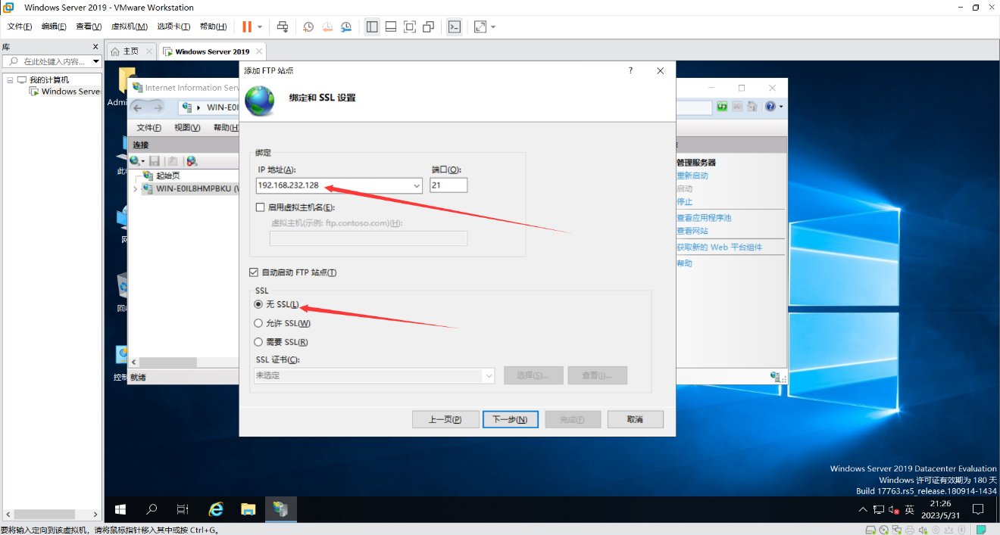 Windows Server 2019 - VMware Workstation
文件(F) 编辑(E) 查看(V) 虚拟机(M) 选项卡(T) 帮助(H)
库
在此处键入内容...
我的计算机
Windows Serve
主页
Windows Server 2019
Admi
此
网
回
控制
Internet Information Serv
WIN-E0I
文件(F) 视图(V) 帮助(H
连接
起始页
WIN-E0IL8HMPBKU (W
就绪
添加 FTP 站点
?
绑定和 SSL 设置
绑定
IP 地址(A):
端口(O):
192.168.232.128
21
启用虚拟主机名(E):
虚拟主机(示例: ftp.contoso.com)(H):
自动启动 FTP 站点(T)
SSL
无 SSL(L)
允许 SSL(W)
需要 SSL(R)
SSL 证书(C):
未选定
选择(S)...
查看(I)...
上一页(P)
下一步(N)
完成(F)
取消
管理服务器
重新启动
启动
停止
查看应用程序池
查看网站
获取新的 Web 平台组件
帮助
Windows Server 2019 Datacenter Evaluation
Windows 许可证有效期为 180 天
Build 17763.rs5_release.180914-1434
英
21:26
2023/5/31
要将输入定向到该虚拟机，请将鼠标指针移入其中或按 Ctrl+G。